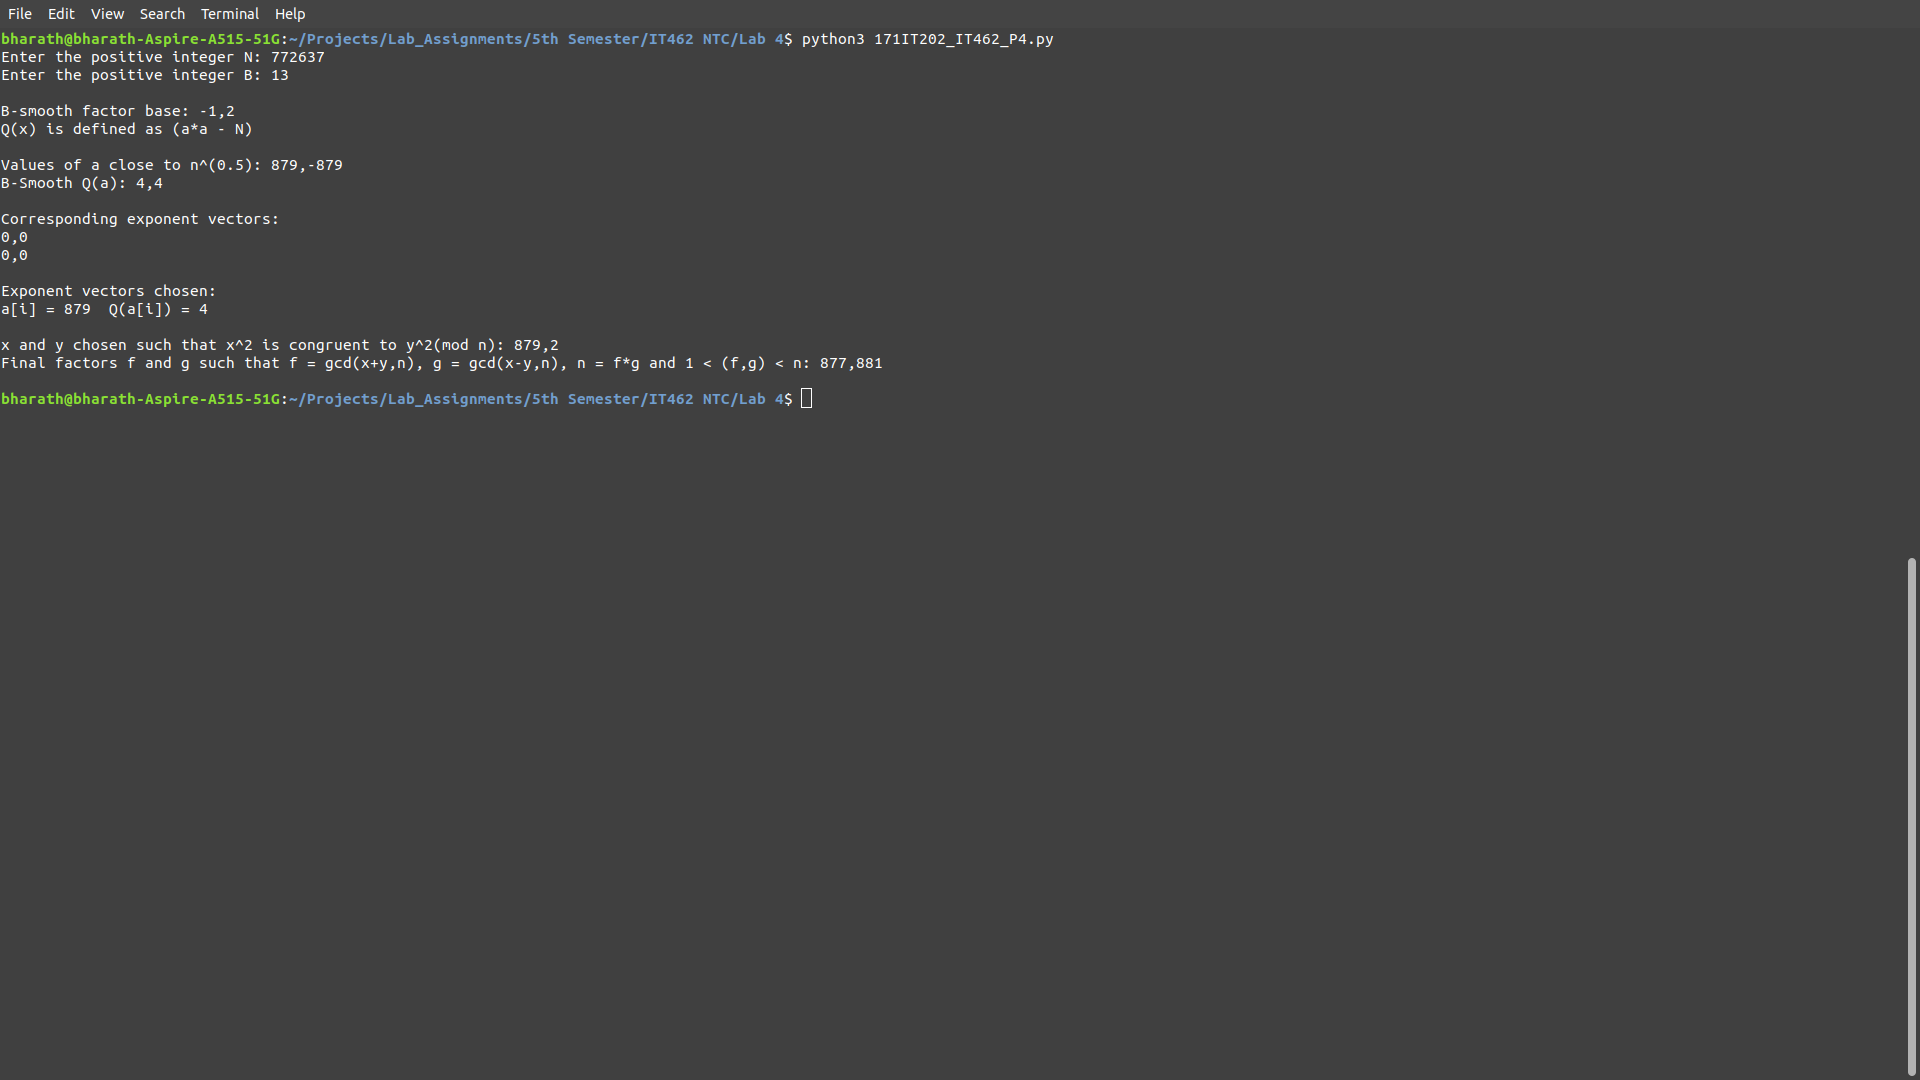 File Edit View Search Terminal Help
bharath@bharath-Aspire-A515-51G:~/Projects/Lab_Assignments/5th Semester/IT462 NTC/Lab 4$ python3 171IT202_IT462_P4.py
Enter the positive integer N: 772637
Enter the positive integer B: 13
B-smooth factor base: -1,2
Q(x) is defined as (a*a - N)
Values of a close to n^(0.5): 879,-879
B-Smooth Q(a): 4,4
Corresponding exponent vectors:
0,0
0,0
Exponent vectors chosen:
a[i] = 879  Q(a[i]) = 4
x and y chosen such that x^2 is congruent to y^2(mod n): 879,2
Final factors f and g such that f = gcd(x+y,n), g = gcd(x-y,n), n = f*g and 1 < (f,g) < n: 877,881
bharath@bharath-Aspire-A515-51G:~/Projects/Lab_Assignments/5th Semester/IT462 NTC/Lab 4$